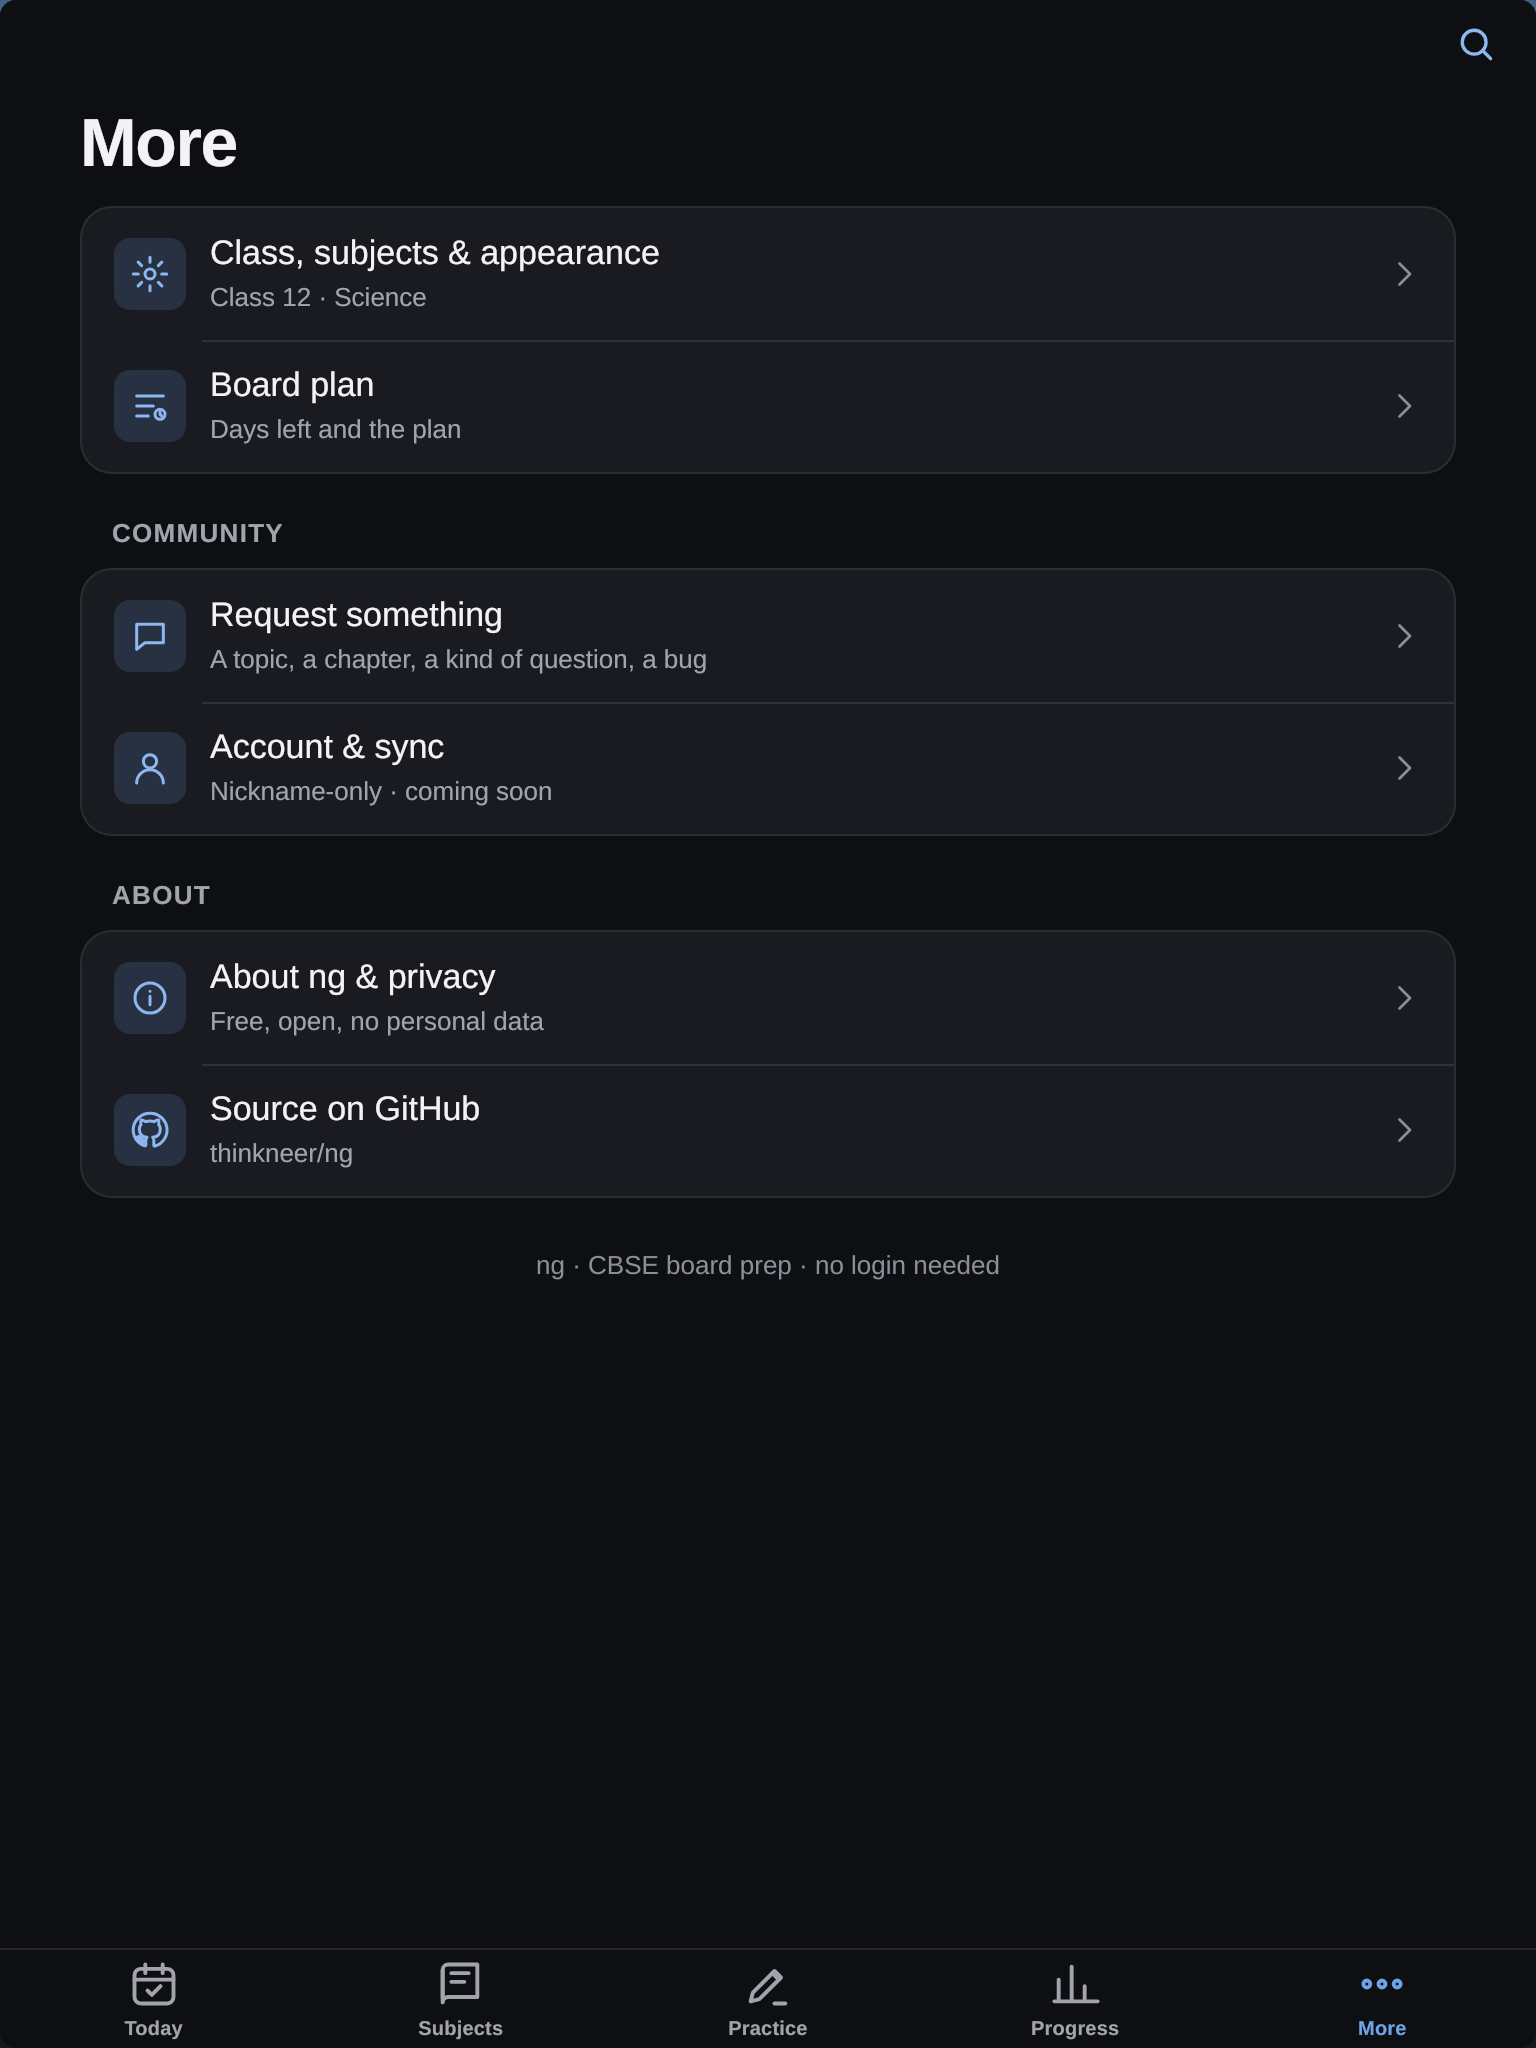 More
Class, subjects & appearance
Class 12 · Science
Board plan
Days left and the plan
COMMUNITY
Request something
A topic, a chapter, a kind of question, a bug
Account & sync
Nickname-only · coming soon
ABOUT
About ng & privacy
Free, open, no personal data
Source on GitHub
thinkneer/ng
ng · CBSE board prep · no login needed
Today
Subjects
Practice
Progress
More